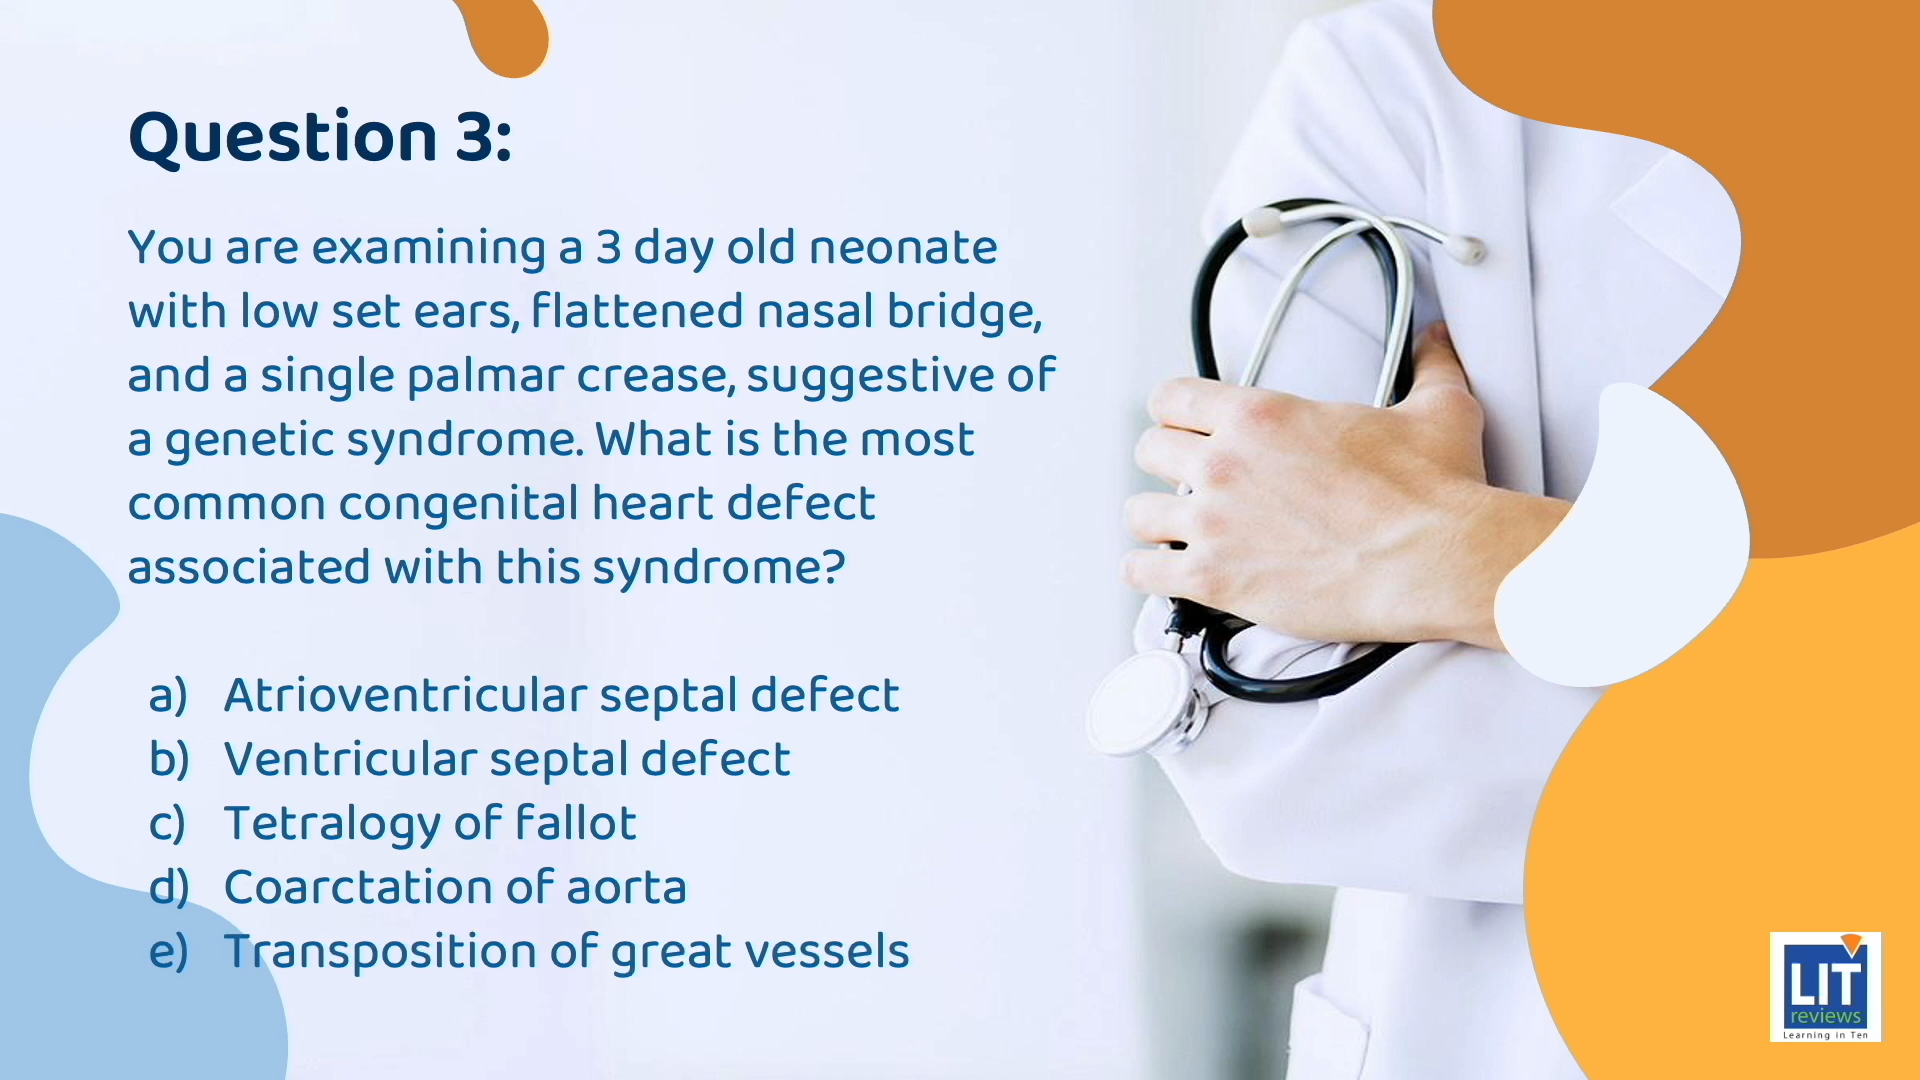 Question 3:
You are examining a 3 day old neonate
with low set ears, flattened nasal bridge,
and a single palmar crease, suggestive of
a genetic syndrome. What is the most
common congenital heart defect
associated with this syndrome?
a) Atrioventricular septal defect
b) Ventricular septal defect
c) Tetralogy of fallot
d) Coarctation of aorta
e) Transposition of great vessels
LIT
reviews
Learning in Ten